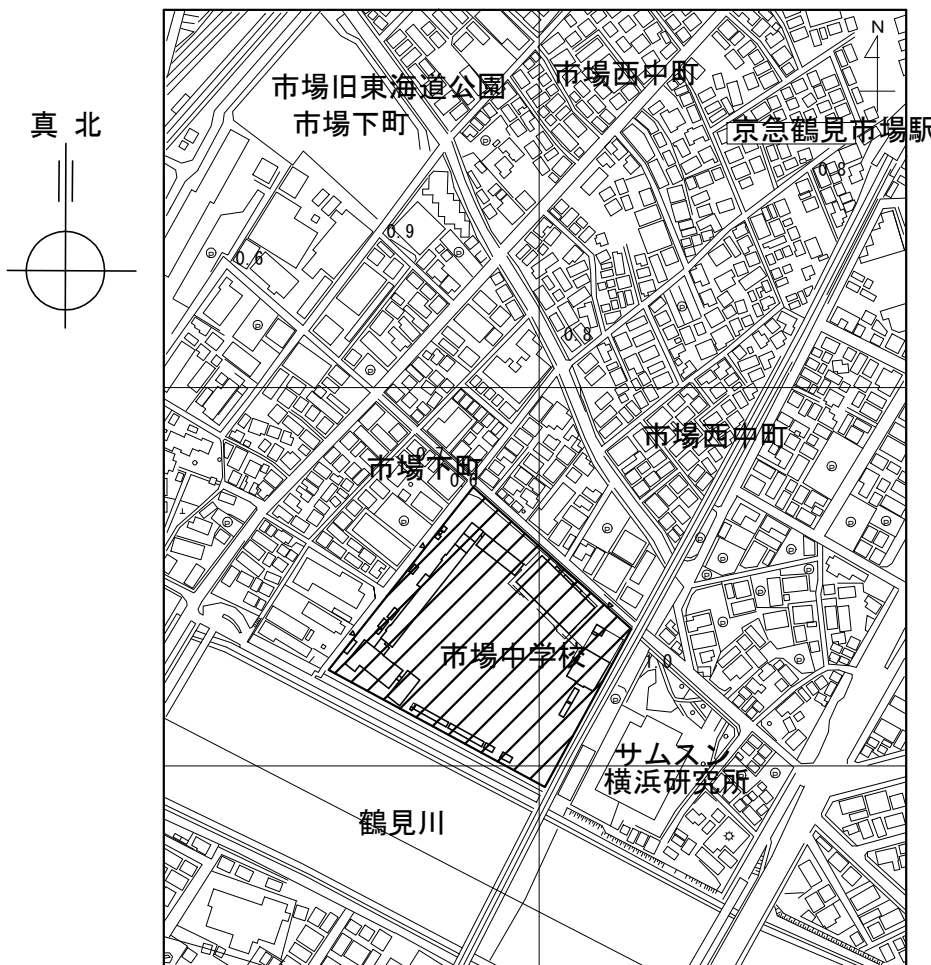 N
市場西中町
市場旧東海道公園
市場下町
真北
京急鶴見市場駅
0.8
0.9
0.6
0.8
市場西中町
市場下町
市場中学校
1.0
サムスン
横浜研究所
鶴見川